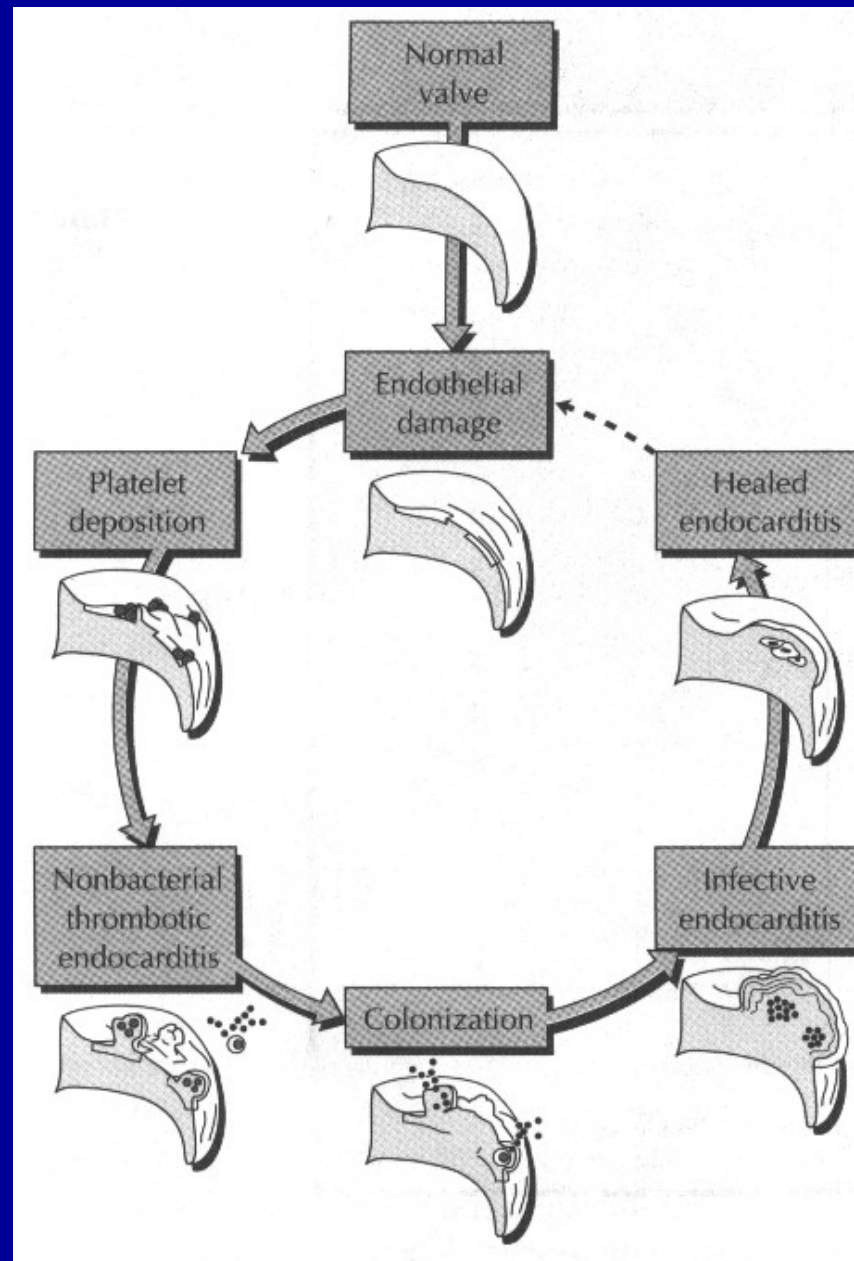 Normal
valve
Endothelial
damage
Platelet
deposition
Healed
endocarditis
Nonbacterial
thrombotic
endocarditis
Infective
endocarditis
Colonization